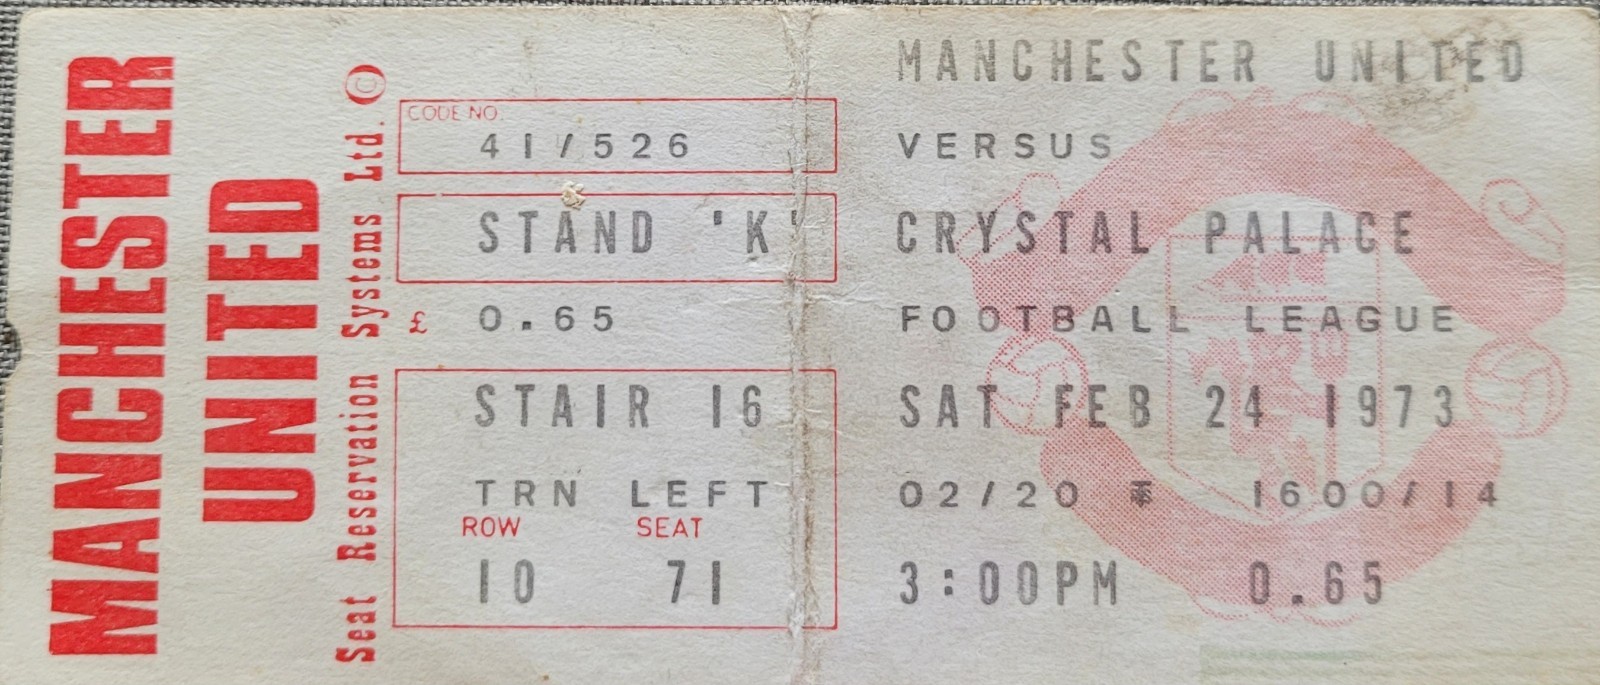 MANCHESTER
UNITED
Seat Reservation Systems Ltd.
CODE NO.
41/526
STAND 'K'
£ 0.65
STAIR 16
TRN LEFT
ROW SEAT
10 71
MANCHESTER UNITED
VERSUS
CRYSTAL PALACE
FOOTBALL LEAGUE
SAT FEB 24 1973
02/20 1600/14
3:00PM 0.65